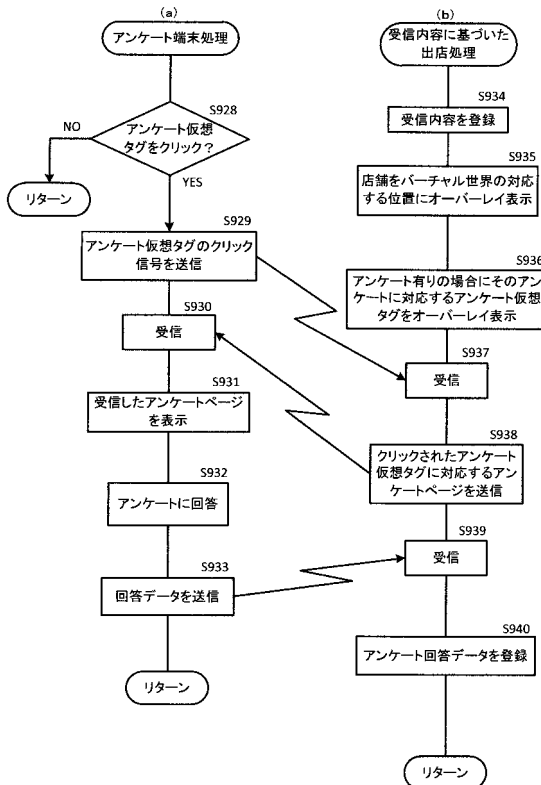 (a)
アンケート端末処理
S928
アンケート仮想
タグをクリック？
NO
YES
リターン
S929
アンケート仮想タグのクリック
信号を送信
S930
受信
S931
受信したアンケートページ
を表示
S932
アンケートに回答
S933
回答データを送信
リターン
(b)
受信内容に基づいた
出店処理
S934
受信内容を登録
S935
店舗をバーチャル世界の対応
する位置にオーバーレイ表示
S936
アンケート有りの場合にそのアン
ケートに対応するアンケート仮想
タグをオーバーレイ表示
S937
受信
S938
クリックされたアンケート
仮想タグに対応するアン
ケートページを送信
S939
受信
S940
アンケート回答データを登録
リターン